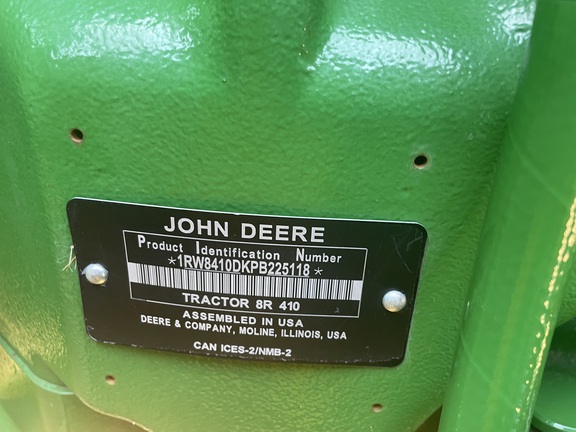 JOHN DEERE
Product Identification Number
*1RW8410DKPB225118*
TRACTOR 8R 410
ASSEMBLED IN USA
DEERE & COMPANY, MOLINE, ILLINOIS, USA
CAN ICES-2/NMB-2